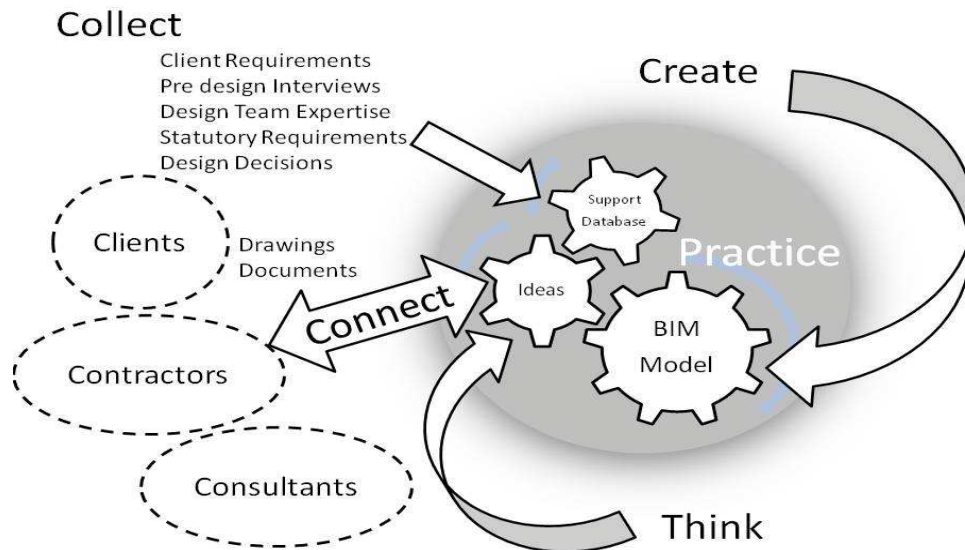 Collect
Client Requirements
Pre design Interviews
Design Team Expertise
Statutory Requirements
Design Decisions
Create
Support
Database
Practice
Clients
Drawings
Documents
Connect
Ideas
BIM
Model
Contractors
Consultants
Think